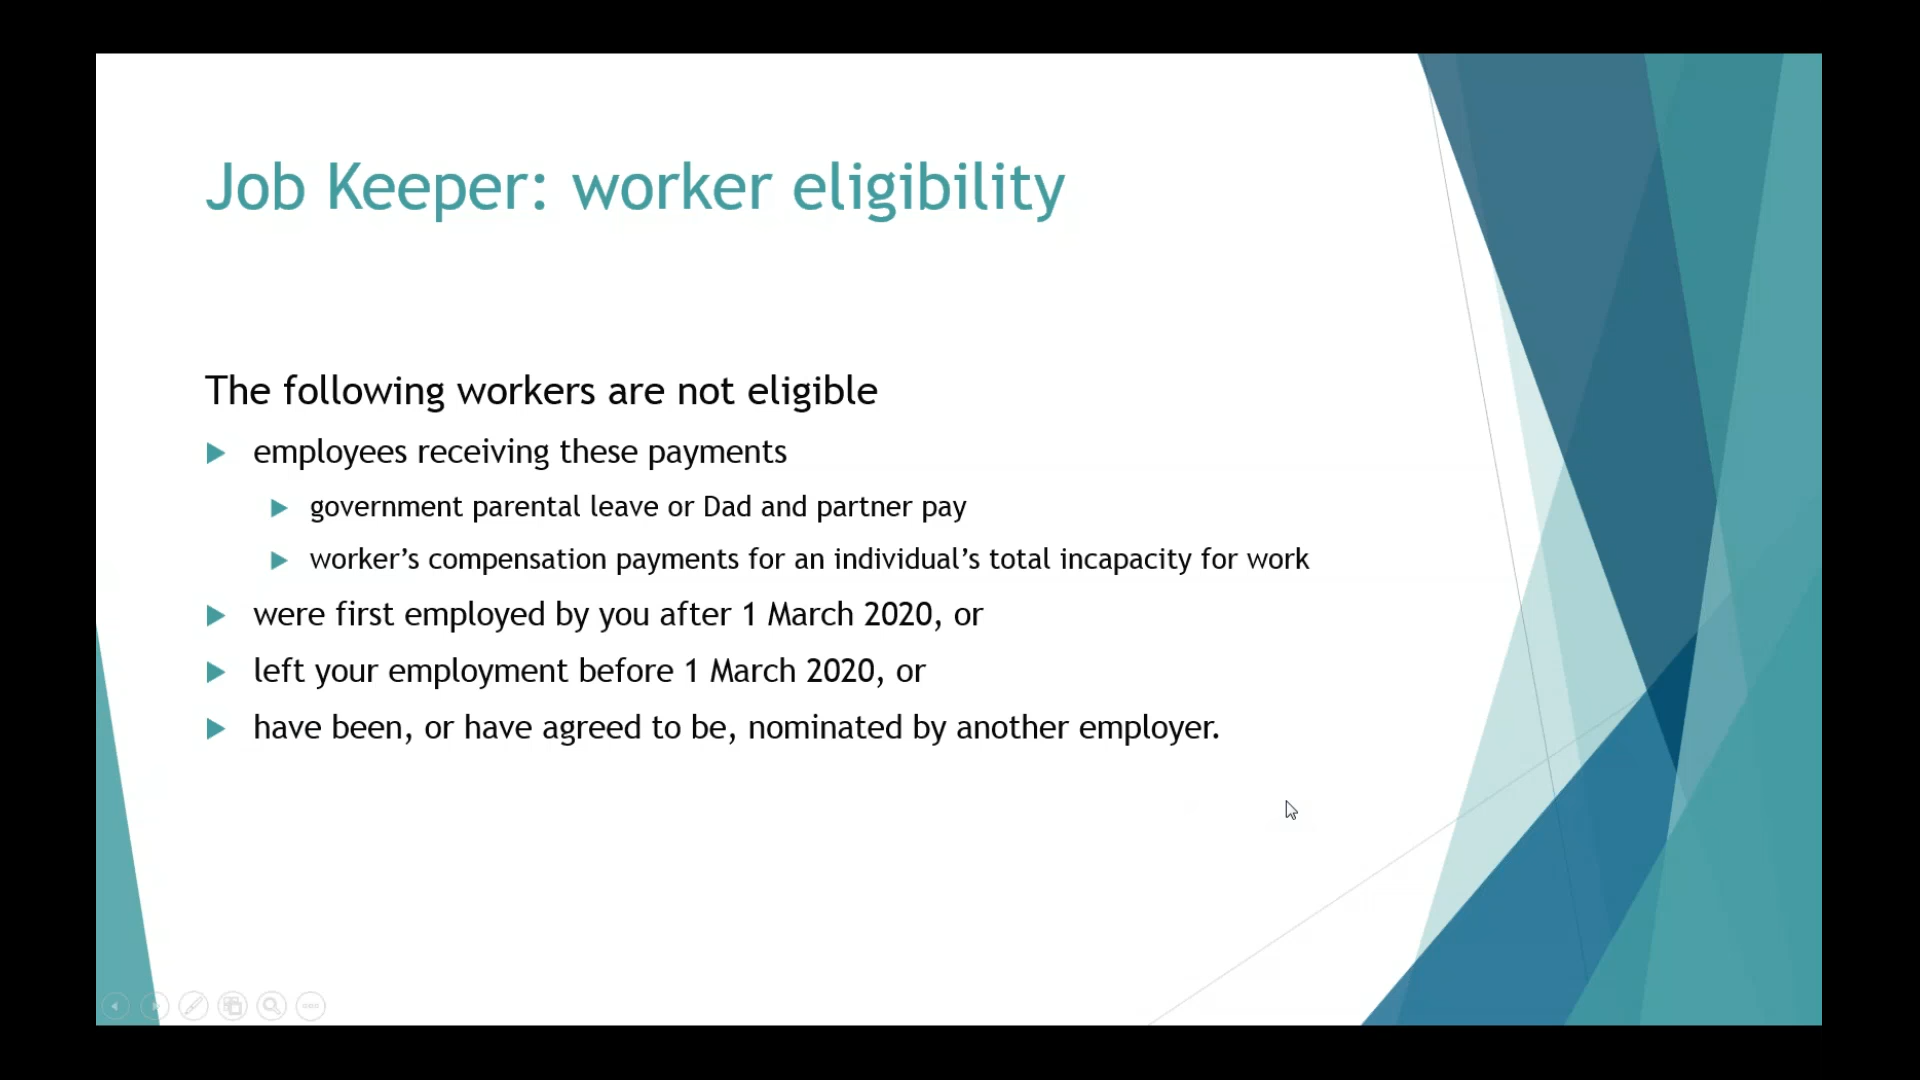 Job Keeper: worker eligibility
The following workers are not eligible
employees receiving these payments
government parental leave or Dad and partner pay
worker’s compensation payments for an individual’s total incapacity for work
were first employed by you after 1 March 2020, or
left your employment before 1 March 2020, or
have been, or have agreed to be, nominated by another employer.